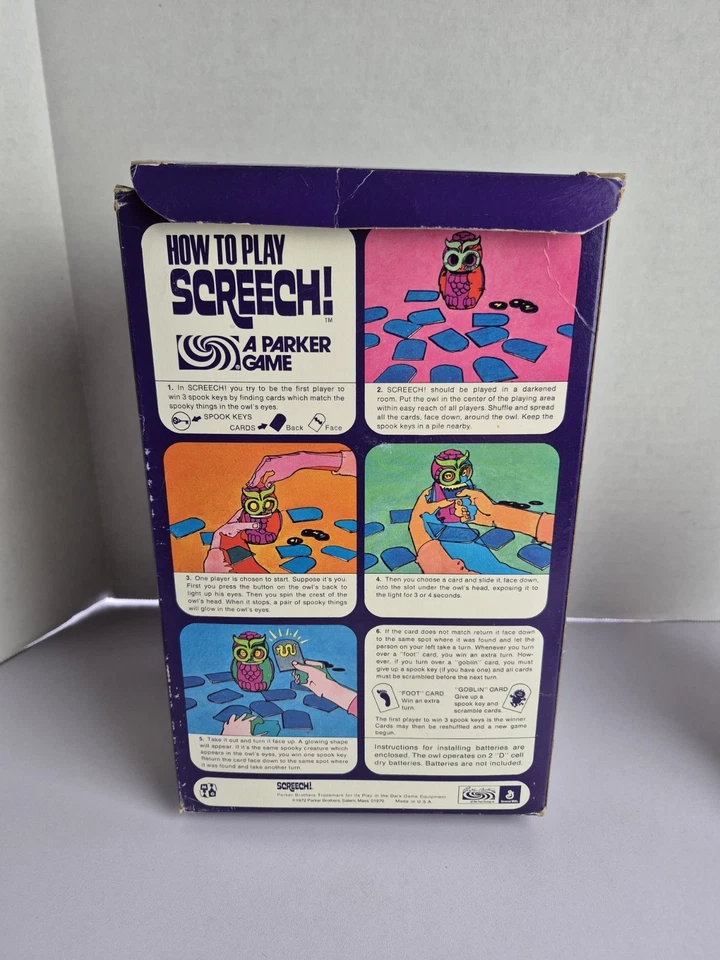 HOW TO PLAY
SCREECH!
TM
A PARKER
GAME
1. In SCREECH! you try to be the first player to
win 3 spook keys by finding cards which match the
spooky things in the owl's eyes.
SPOOK KEYS
CARDS Back Face
2. SCREECH! should be played in a darkened
room. Put the owl in the center of the playing area
within easy reach of all players. Shuffle and spread
all the cards, face down, around the owl. Keep the
spook keys in a pile nearby.
3. One player is chosen to start. Suppose it's you.
First you press the button on the owl's back to
light up his eyes. Then you spin the crest of the
owl's head. When it stops, a pair of spooky things
will glow in the owl's eyes.
4. Then you choose a card and slide it, face down,
into the slot under the owl's head, exposing it to
the light for 3 or 4 seconds.
5. Take it out and turn it face up. A glowing shape
will appear! If it's the same spooky creature which
appears in the owl's eyes, you win one spook key.
Return the card face down to the same spot where
it was found and take another turn.
6. If the card does not match return it face down
to the same spot where it was found and let the
person on your left take a turn. Whenever you turn
over a "foot" card, you win an extra turn. How-
ever, if you turn over a "goblin" card, you must
give up a spook key (if you have one) and all cards
must be scrambled before the next turn.
"FOOT" CARD
Win an extra
turn.
"GOBLIN" CARD
Give up a
spook key and
scramble cards.
The first player to win 3 spook keys is the winner.
Cards may then be reshuffled and a new game
begun.
Instructions for installing batteries are
enclosed. The owl operates on 2 "D" cell
dry batteries. Batteries are not included.
SCREECH!
Parker Brothers Trademark for its Play in the Dark Game Equipment
Parker Brothers, Salem, Mass. 01970 Made in U.S.A.